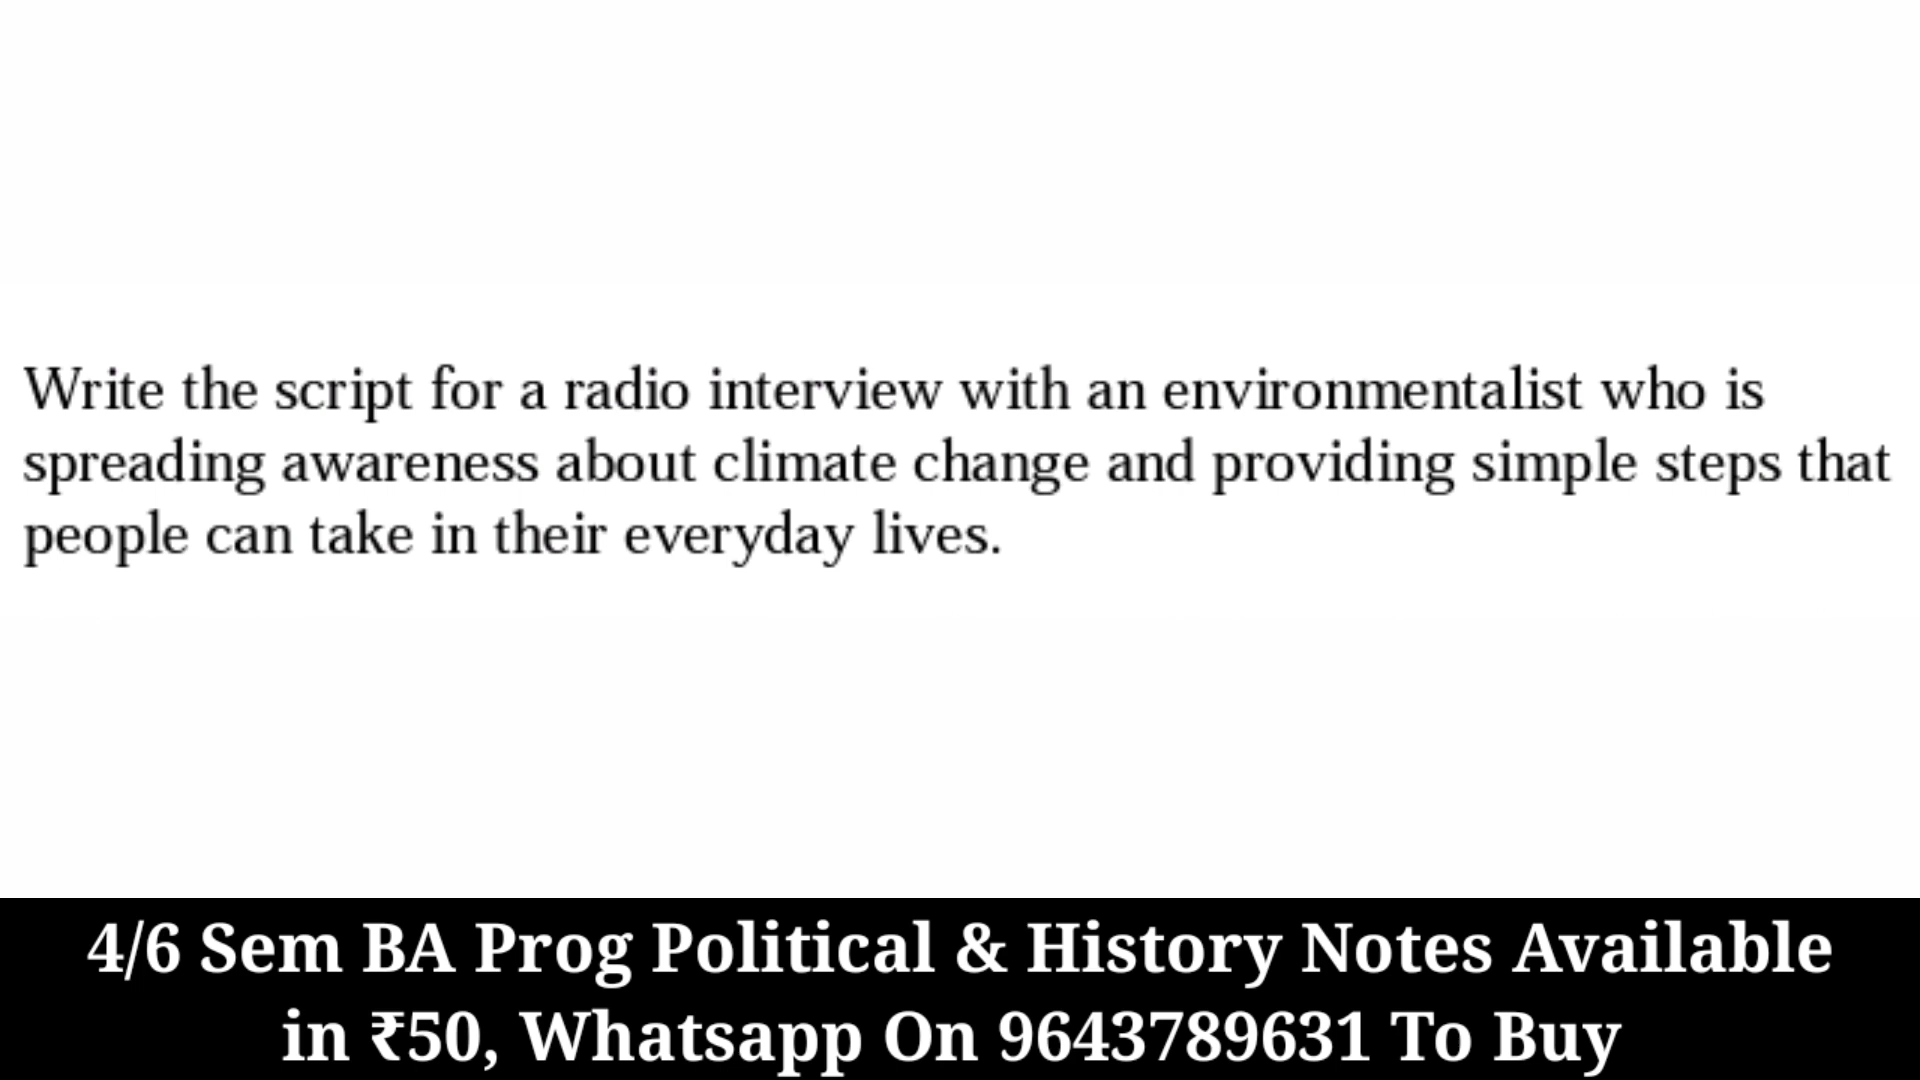 Write the script for a radio interview with an environmentalist who is
spreading awareness about climate change and providing simple steps that
people can take in their everyday lives.
4/6 Sem BA Prog Political & History Notes Available
in ₹50, Whatsapp On 9643789631 To Buy